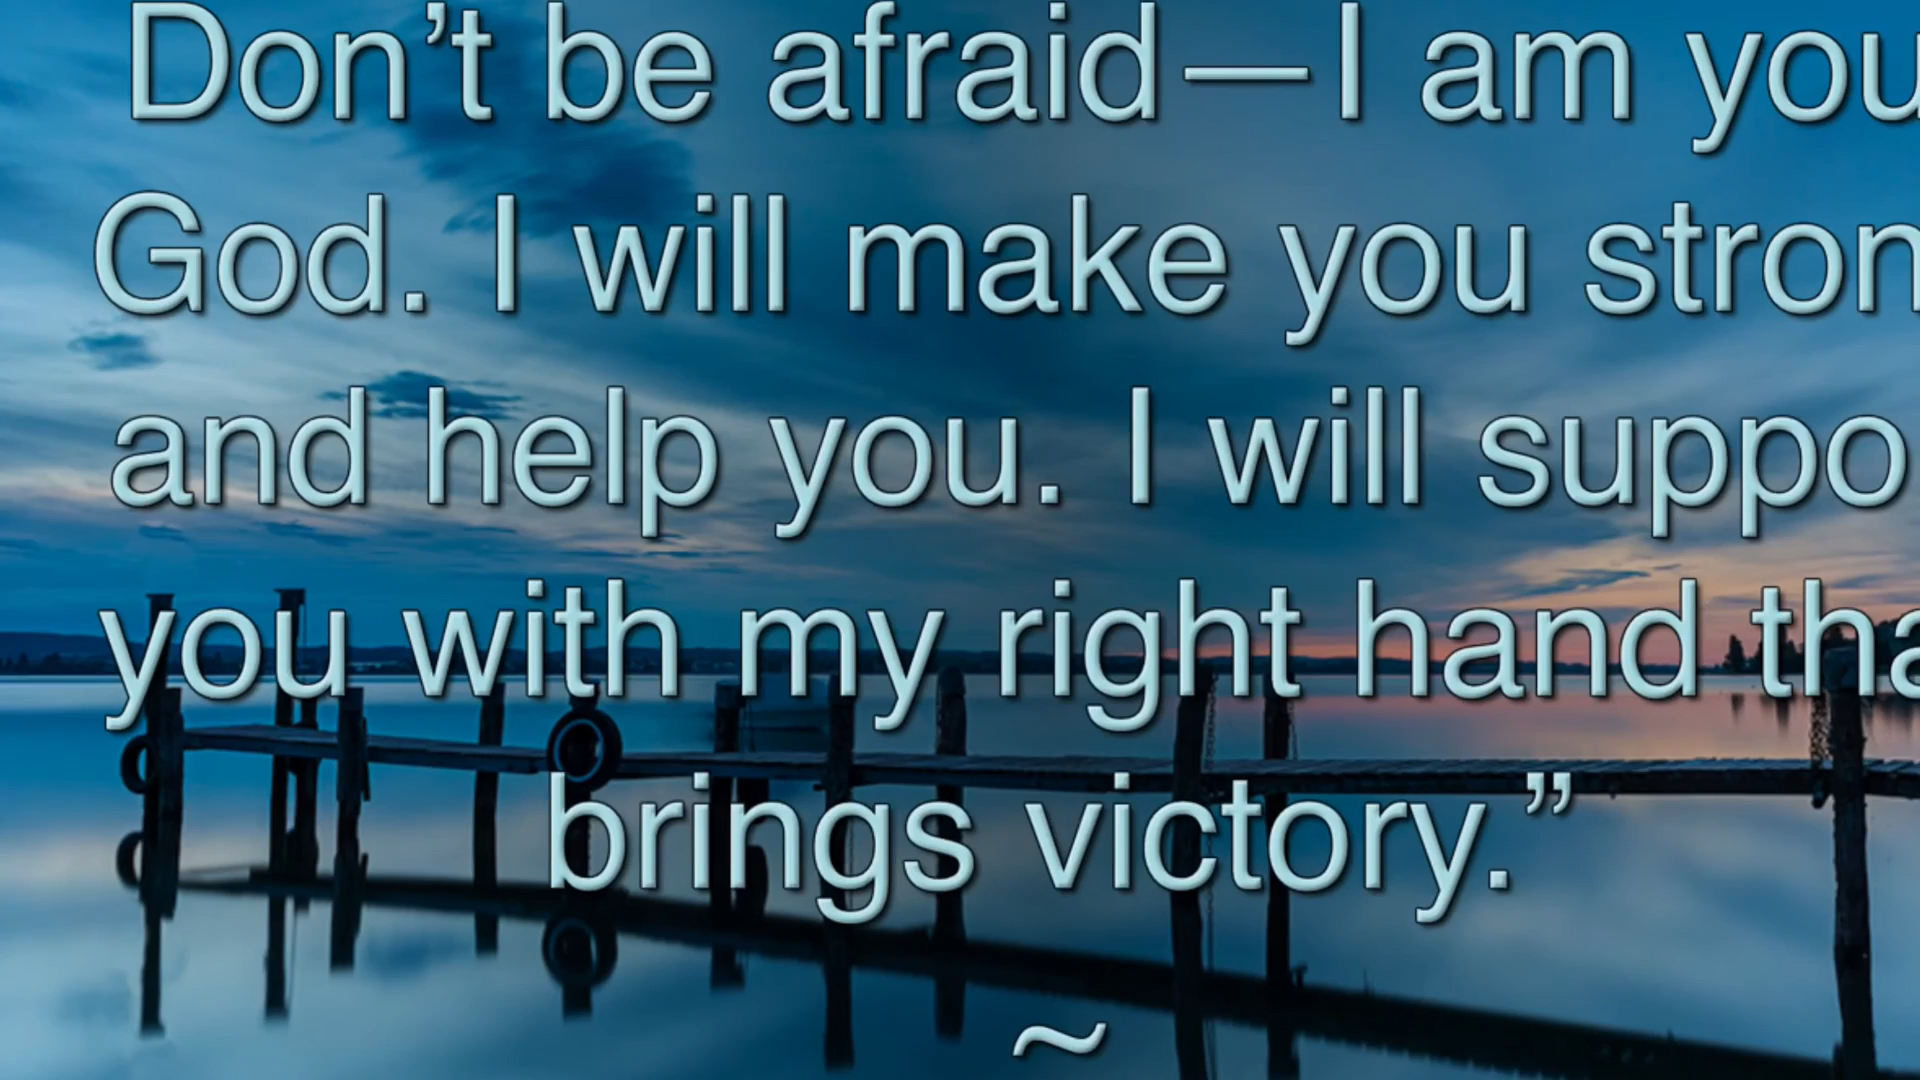 Don’t be afraid—I am you
God. I will make you stron
and help you. I will suppo
you with my right hand tha
brings victory.”
~